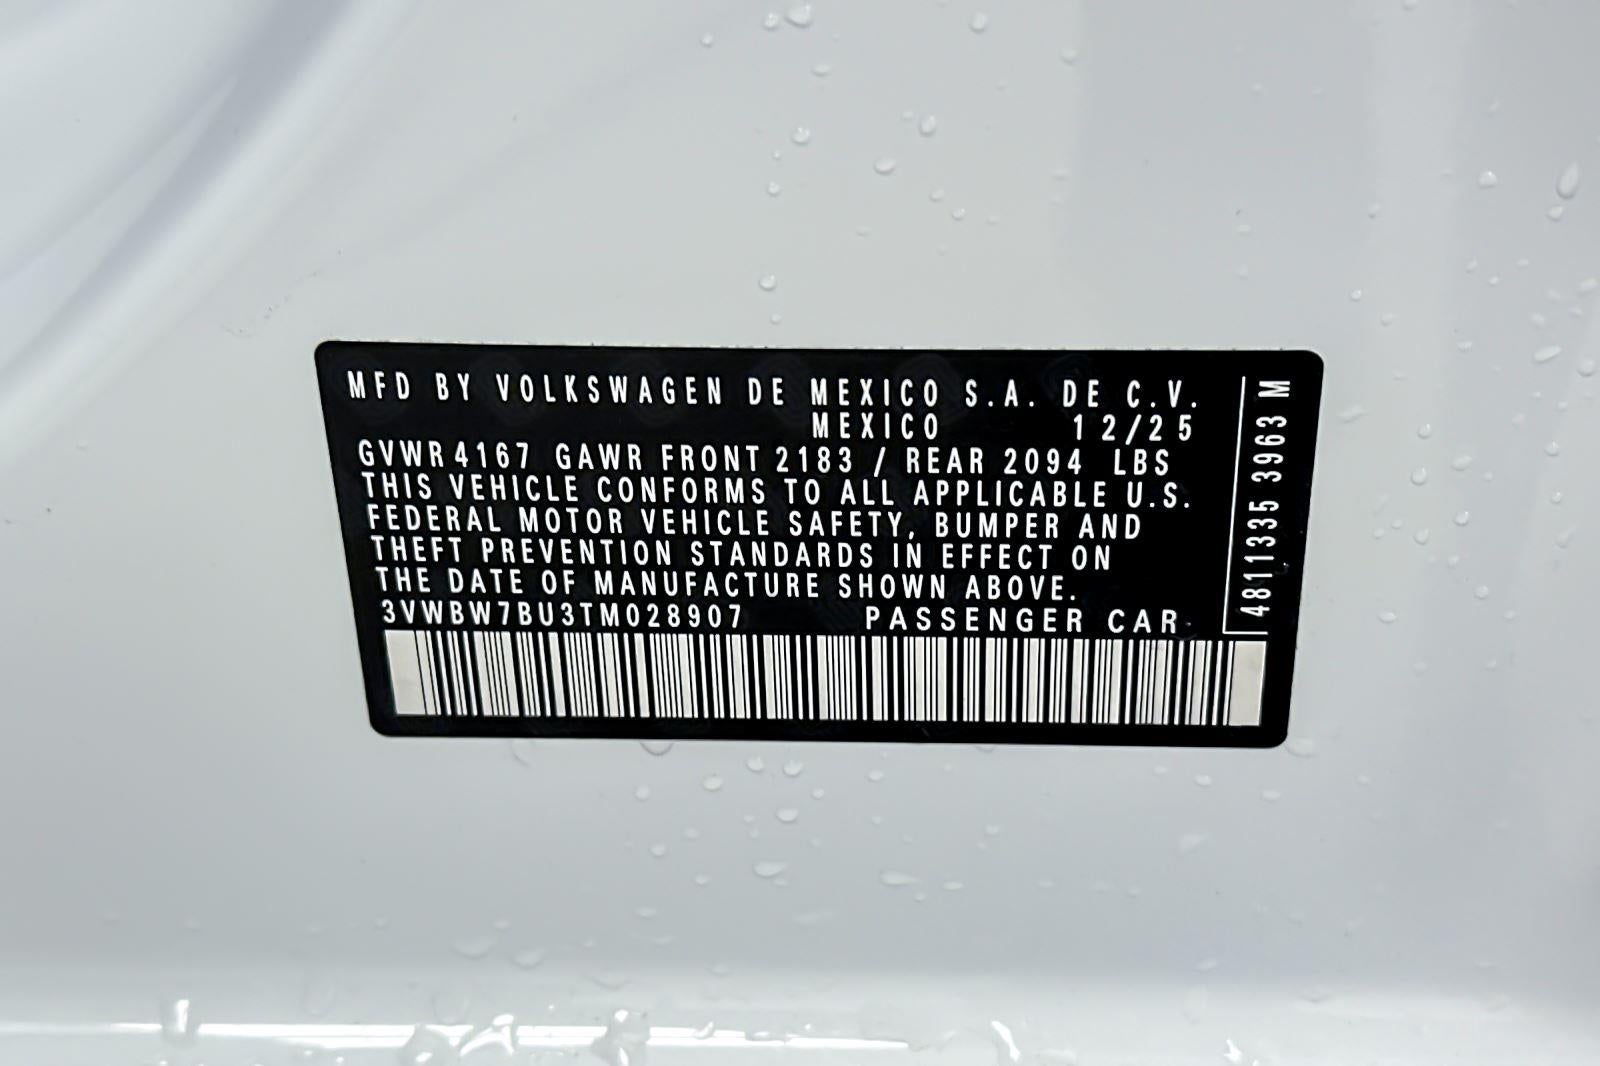 MFD BY VOLKSWAGEN DE MEXICO S.A. DE C.V.
MEXICO 12/25
GVWR 4167 GAWR FRONT 2183 / REAR 2094 LBS
THIS VEHICLE CONFORMS TO ALL APPLICABLE U.S.
FEDERAL MOTOR VEHICLE SAFETY, BUMPER AND
THEFT PREVENTION STANDARDS IN EFFECT ON
THE DATE OF MANUFACTURE SHOWN ABOVE.
3VWBW7BU3TM028907 PASSENGER CAR
4811335 3963 M